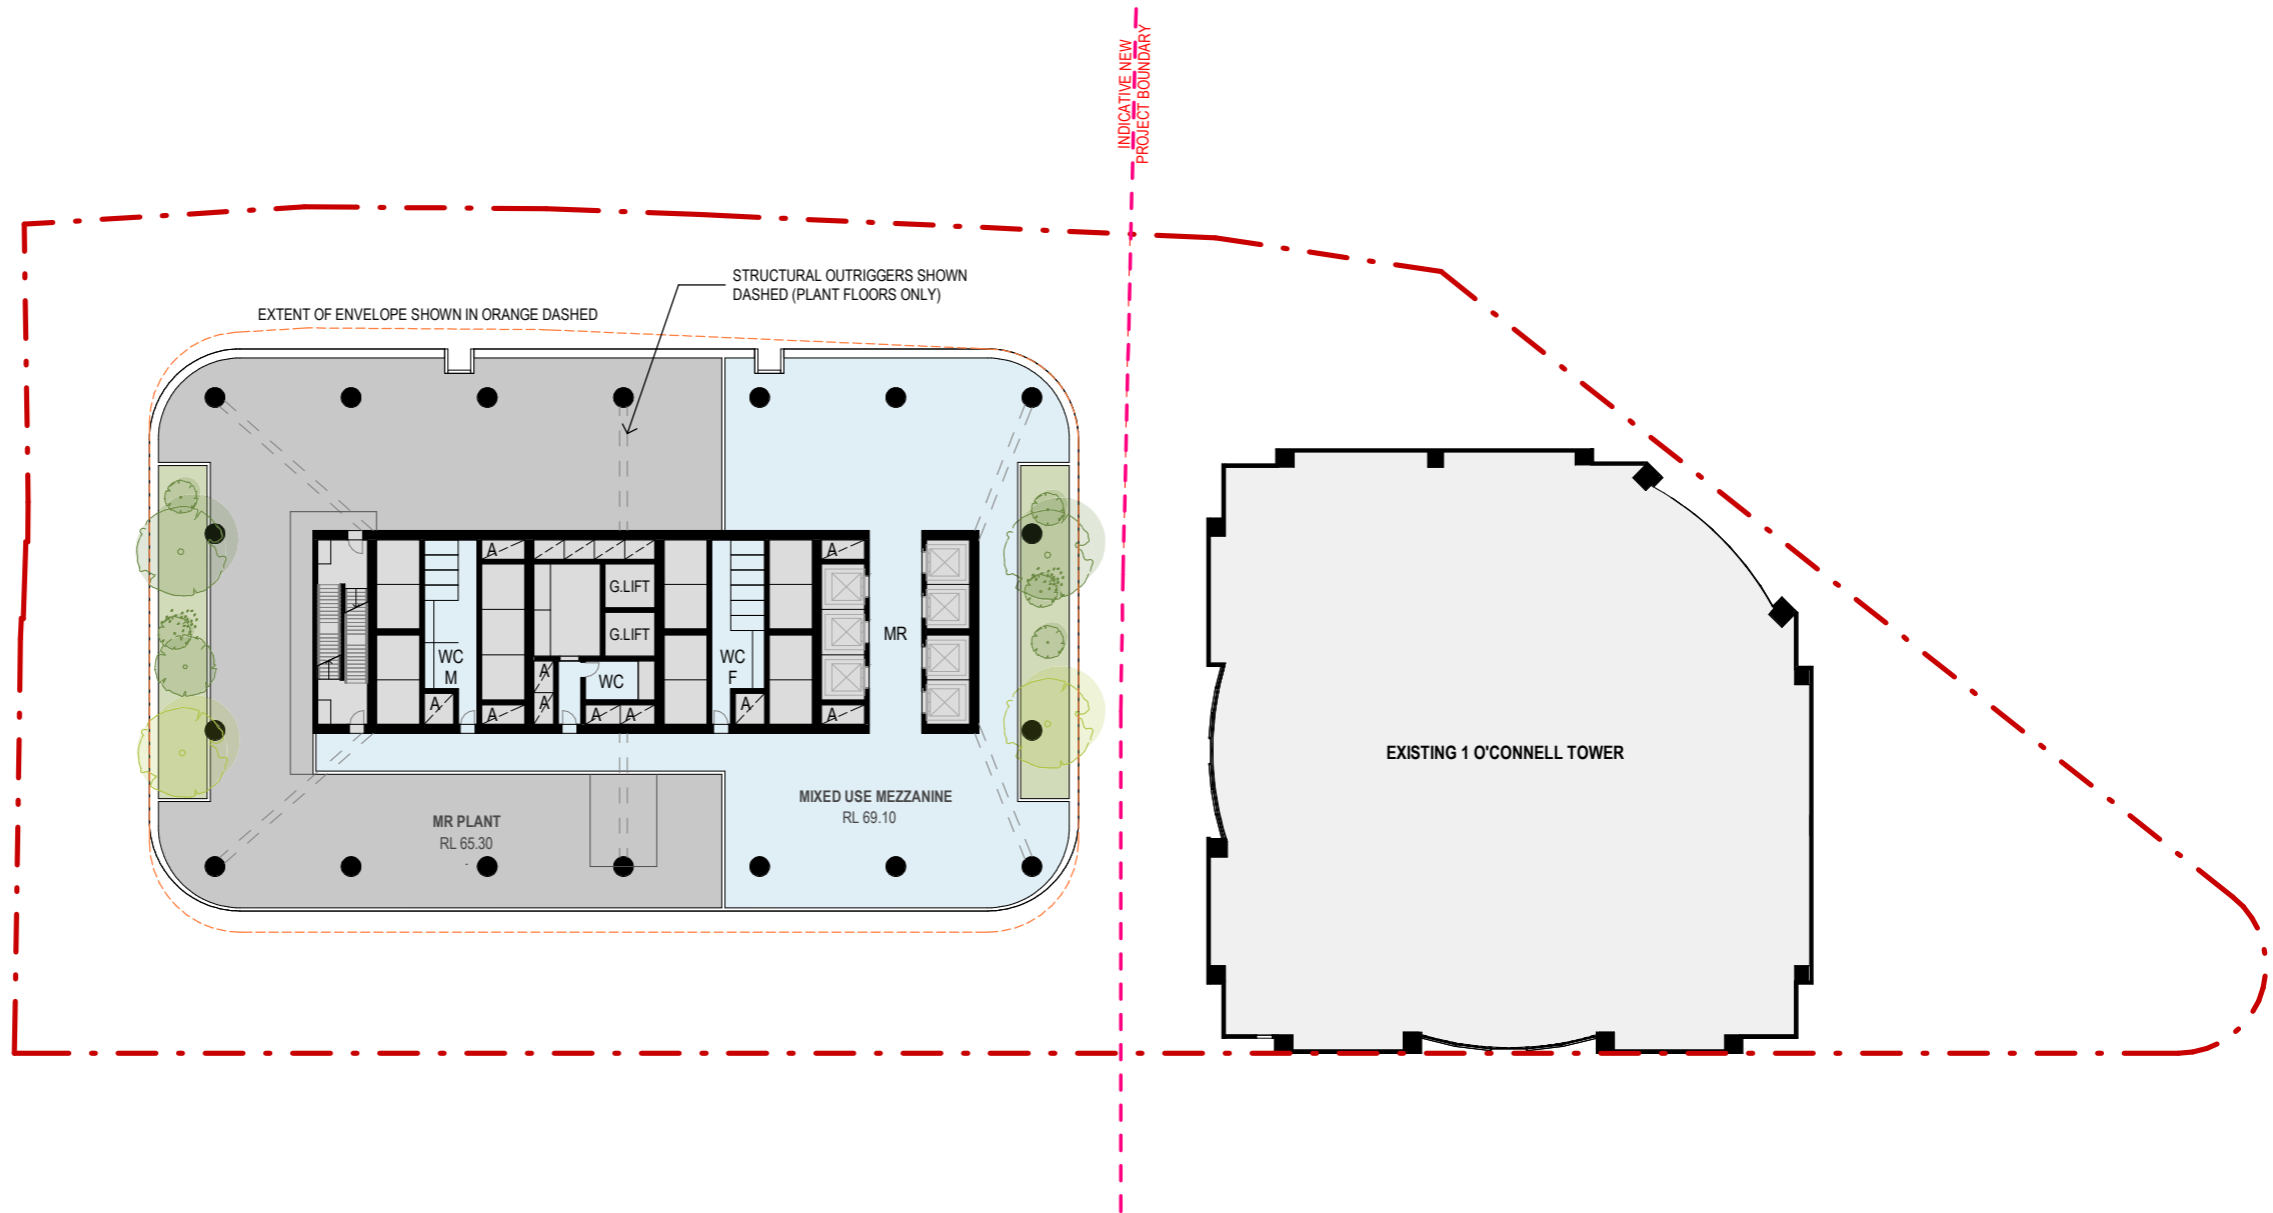 INDICATIVE NEW
PROJECT BOUNDARY
STRUCTURAL OUTRIGGERS SHOWN
DASHED (PLANT FLOORS ONLY)
EXTENT OF ENVELOPE SHOWN IN ORANGE DASHED
A
A
G.LIFT
G.LIFT
MR
WC
M
WC
F
A
WC
A
A
A
A
A
A
A
A
EXISTING 1 O'CONNELL TOWER
MIXED USE MEZZANINE
RL 69.10
MR PLANT
RL 65.30
-